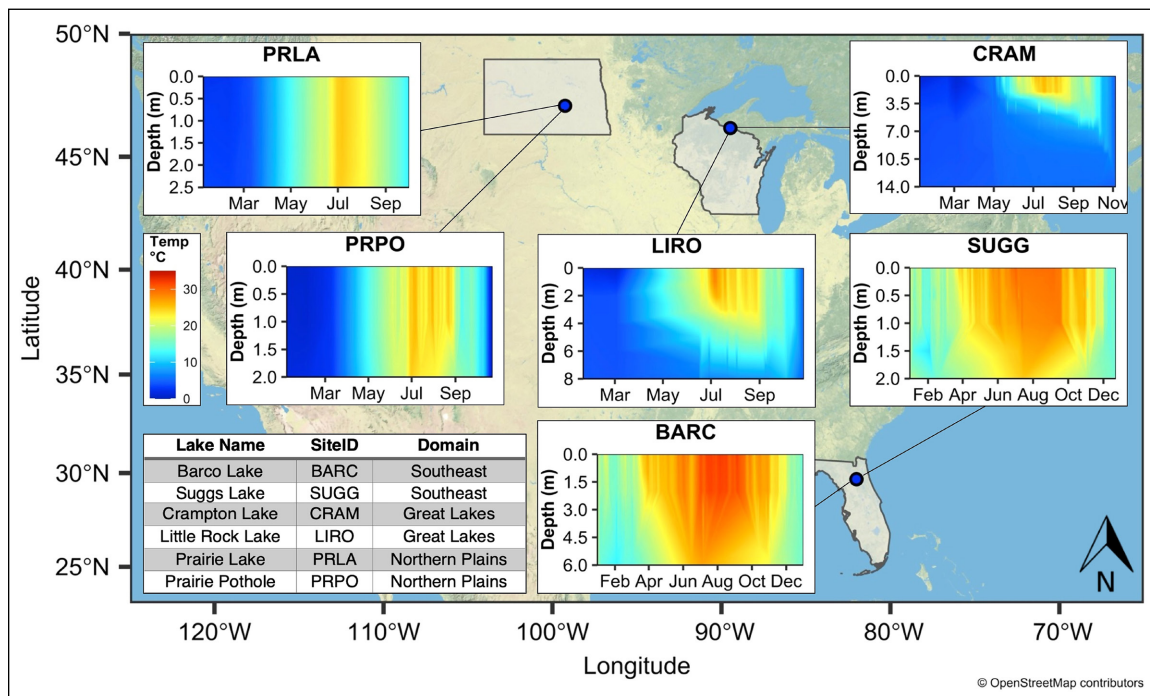 50°N
45°N
40°N
35°N
30°N
25°N
Latitude
PRLA
Depth (m)
0.0
0.5
1.0
1.5
2.0
2.5
Mar May Jul Sep
CRAM
Depth (m)
0.0
3.5
7.0
10.5
14.0
Mar May Jul Sep Nov
Temp
°C
30
20
10
0
PRPO
Depth (m)
0.0
0.5
1.0
1.5
2.0
Mar May Jul Sep
LIRO
Depth (m)
0
2
4
6
8
Mar May Jul Sep
SUGG
Depth (m)
0.0
0.5
1.0
1.5
2.0
Feb Apr Jun Aug Oct Dec
BARC
Depth (m)
0.0
1.5
3.0
4.5
6.0
Feb Apr Jun Aug Oct Dec
Lake Name SiteID Domain
Barco Lake BARC Southeast
Suggs Lake SUGG Southeast
Crampton Lake CRAM Great Lakes
Little Rock Lake LIRO Great Lakes
Prairie Lake PRLA Northern Plains
Prairie Pothole PRPO Northern Plains
N
120°W 110°W 100°W 90°W 80°W 70°W
Longitude
© OpenStreetMap contributors